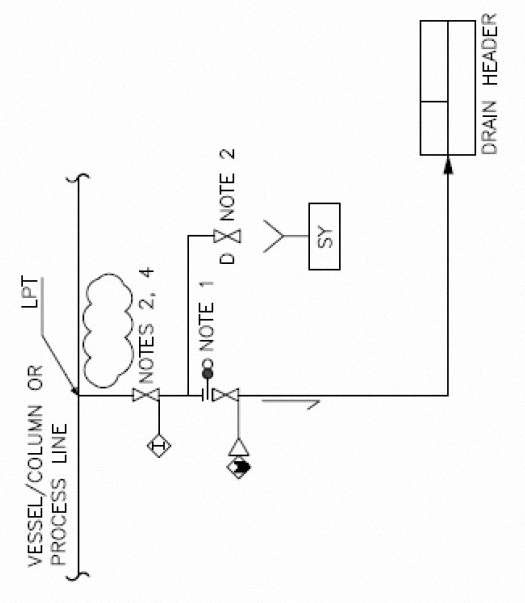 VESSEL/COLUMN OR
PROCESS LINE
LPT
NOTES 2, 4
I
NOTE 1
D
NOTE 2
SY
DRAIN HEADER